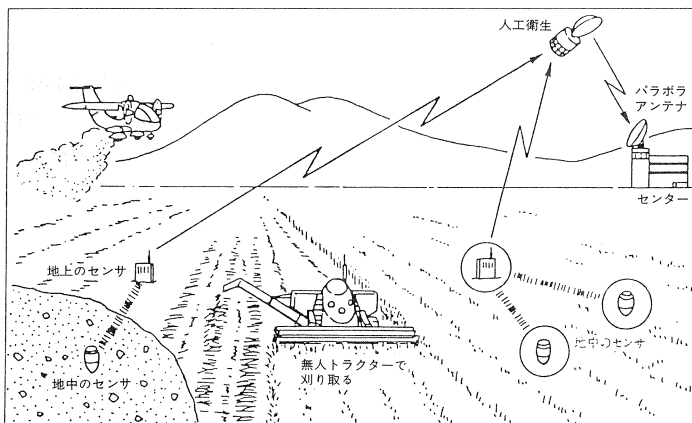 人工衛生
パラボラ
アンテナ
センター
地上のセンサ
地中のセンサ
地中のセンサ
無人トラクターで
刈り取る